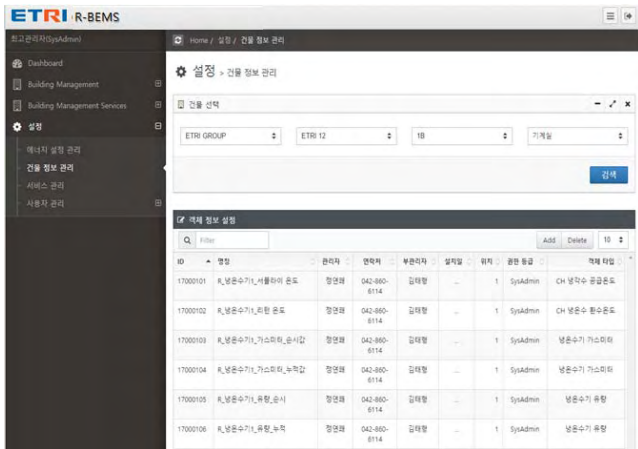 ETRI R-BEMS
최고관리자(SysAdmin)
Home / 설정 / 건물 정보 관리
Dashboard
Building Management
Building Management Services
설정
에너지 설정 관리
건물 정보 관리
서비스 관리
사용자 관리
설정 > 건물 정보 관리
건물 선택
ETRI GROUP ETRI 12 1B 기계실
검색
객체 정보 설정
Filter Add Delete 10
ID 명칭 관리자 연락처 부관리자 설치일 위치 권한 등급 객체 타입
17000101 R_냉온수기1_서플라이 온도 정연쾌 042-860-6114 김태형 ... 1 SysAdmin CH 냉각수 공급온도
17000102 R_냉온수기1_리턴 온도 정연쾌 042-860-6114 김태형 ... 1 SysAdmin CH 냉온수 환수온도
17000103 R_냉온수기1_가스미터_순시값 정연쾌 042-860-6114 김태형 ... 1 SysAdmin 냉온수기 가스미터
17000104 R_냉온수기1_가스미터_누적값 정연쾌 042-860-6114 김태형 ... 1 SysAdmin 냉온수기 가스미터
17000105 R_냉온수기1_유량_순시 정연쾌 042-860-6114 김태형 ... 1 SysAdmin 냉온수기 유량
17000106 R_냉온수기1_유량_누적 정연쾌 042-860-6114 김태형 ... 1 SysAdmin 냉온수기 유량